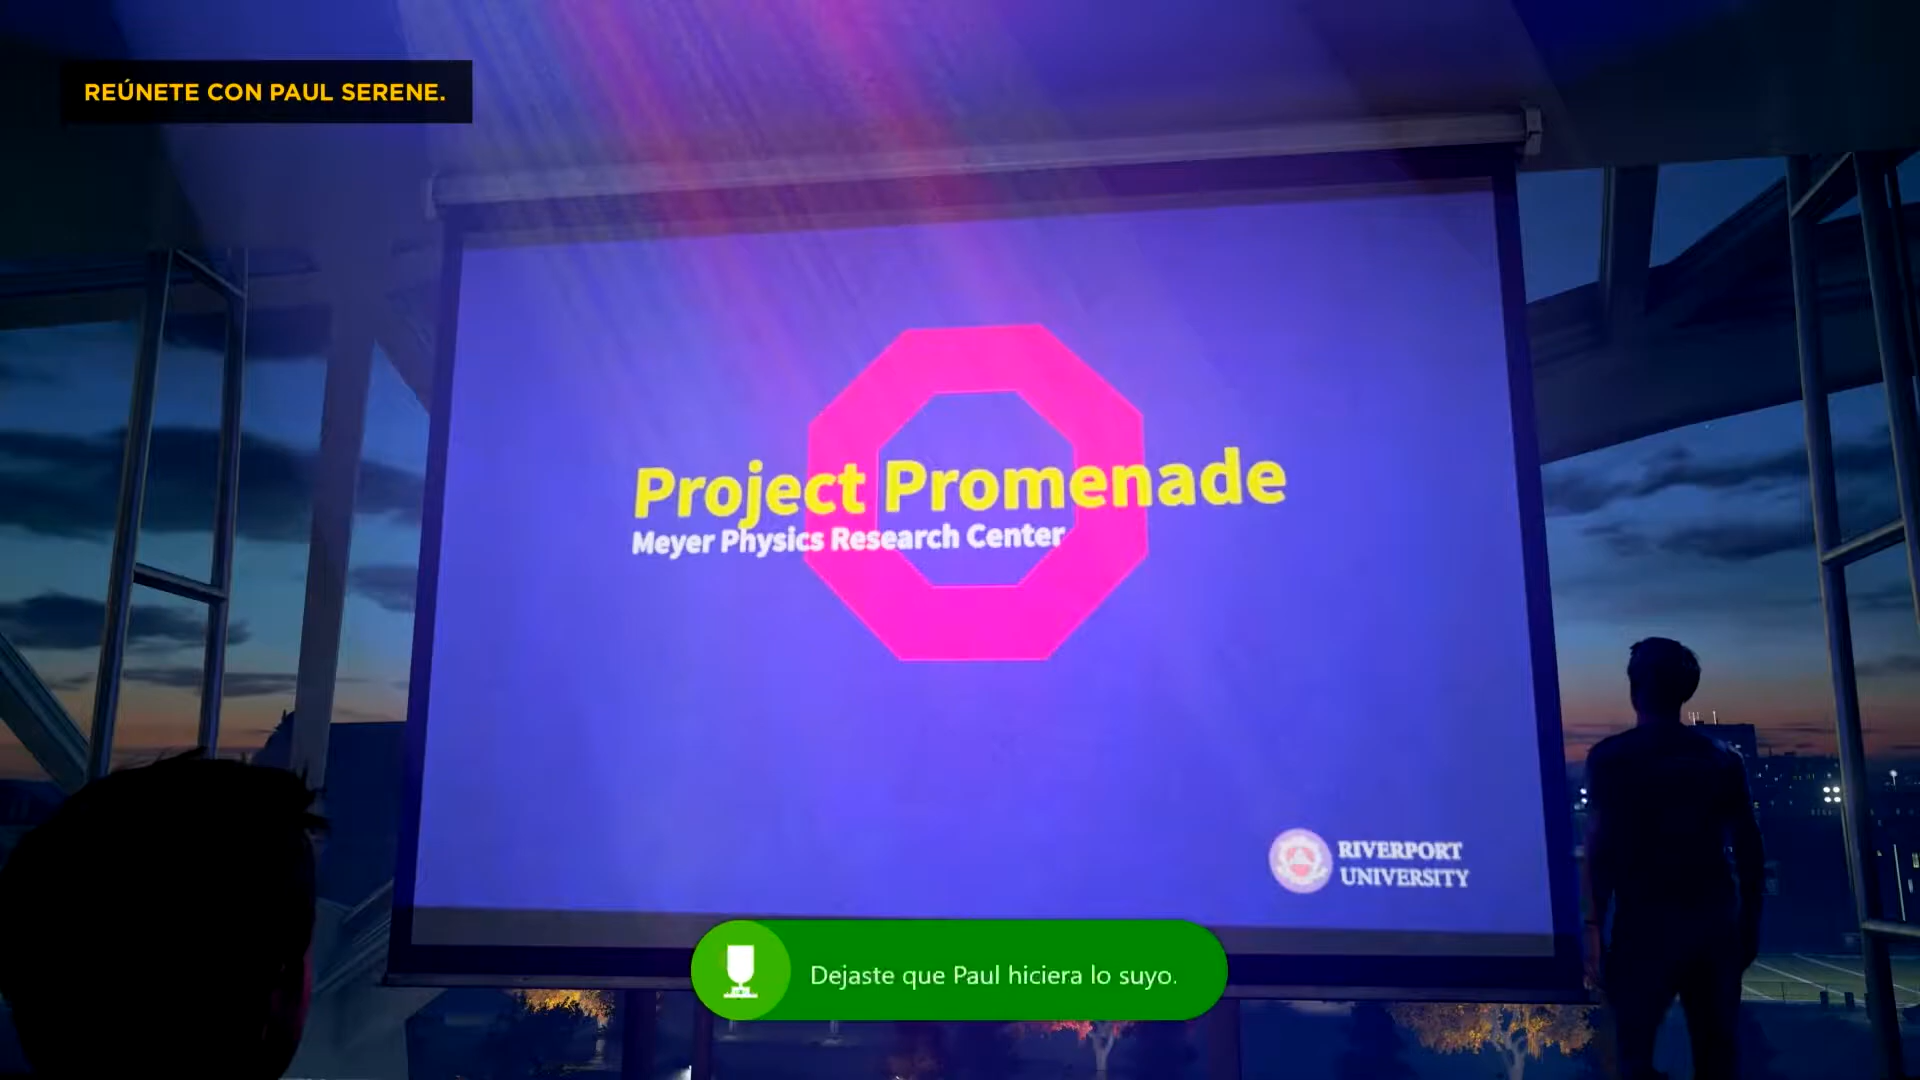 REÚNETE CON PAUL SERENE.
Project Promenade
Meyer Physics Research Center
RIVERPORT
UNIVERSITY
Dejaste que Paul hiciera lo suyo.